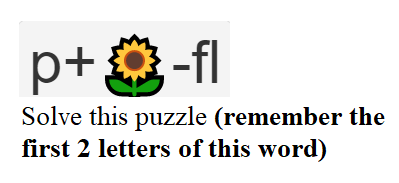 p+🌻-fl
Solve this puzzle (remember the
first 2 letters of this word)